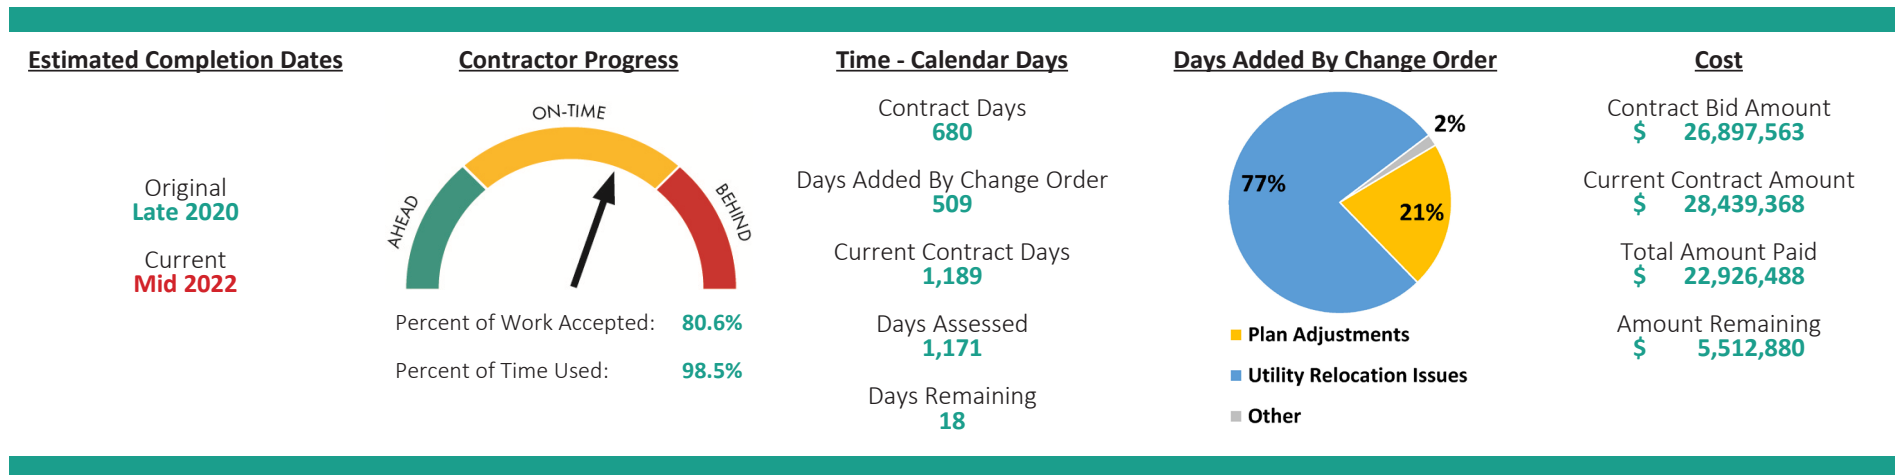 Estimated Completion Dates
Original
Late 2020
Current
Mid 2022
Contractor Progress
ON-TIME
AHEAD
BEHIND
Percent of Work Accepted: 80.6%
Percent of Time Used: 98.5%
Time - Calendar Days
Contract Days
680
Days Added By Change Order
509
Current Contract Days
1,189
Days Assessed
1,171
Days Remaining
18
Days Added By Change Order
2%
77%
21%
Plan Adjustments
Utility Relocation Issues
Other
Cost
Contract Bid Amount
$ 26,897,563
Current Contract Amount
$ 28,439,368
Total Amount Paid
$ 22,926,488
Amount Remaining
$ 5,512,880